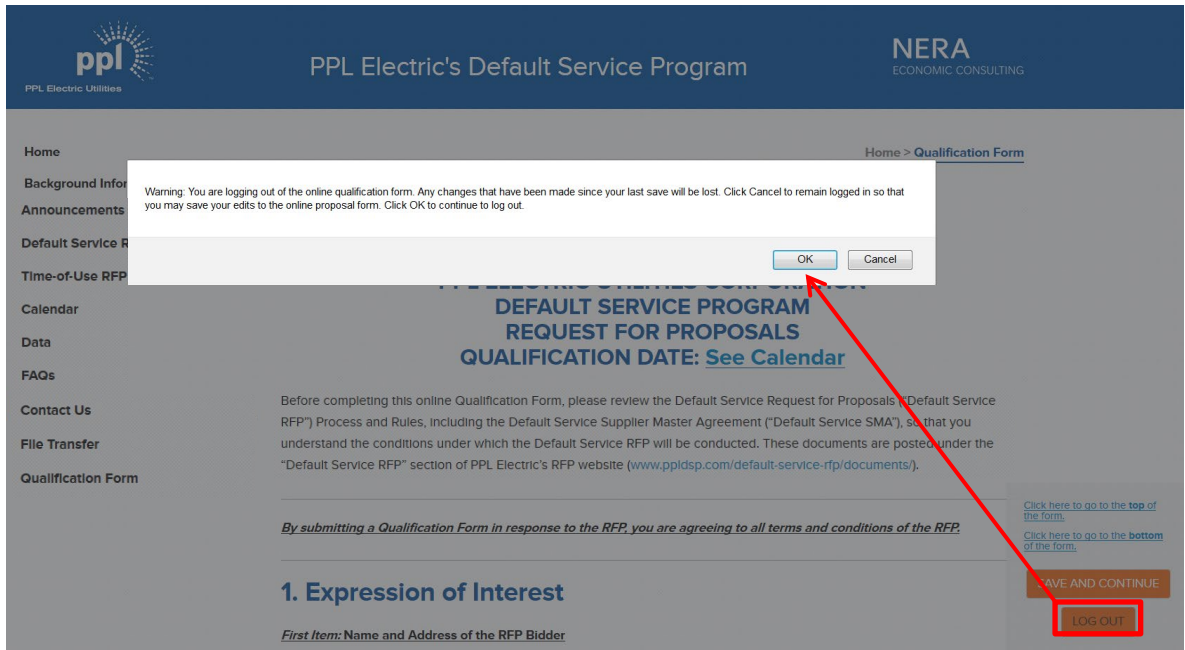 ppl
PPL Electric Utilities
PPL Electric's Default Service Program
NERA
ECONOMIC CONSULTING
Home
Home > Qualification Form
Background Infor
Announcements
Default Service R
Time-of-Use RFP
Calendar
Data
FAQs
Contact Us
File Transfer
Qualification Form
Warning: You are logging out of the online qualification form. Any changes that have been made since your last save will be lost. Click Cancel to remain logged in so that
you may save your edits to the online proposal form. Click OK to continue to log out.
OK Cancel
PPL ELECTRIC UTILITIES CORPORATION
DEFAULT SERVICE PROGRAM
REQUEST FOR PROPOSALS
QUALIFICATION DATE: See Calendar
Before completing this online Qualification Form, please review the Default Service Request for Proposals ("Default Service
RFP") Process and Rules, including the Default Service Supplier Master Agreement ("Default Service SMA"), so that you
understand the conditions under which the Default Service RFP will be conducted. These documents are posted under the
"Default Service RFP" section of PPL Electric's RFP website (www.ppldsp.com/default-service-rfp/documents/).
By submitting a Qualification Form in response to the RFP, you are agreeing to all terms and conditions of the RFP.
1. Expression of Interest
First Item: Name and Address of the RFP Bidder
Click here to go to the top of
the form.
Click here to go to the bottom
of the form.
SAVE AND CONTINUE
LOG OUT